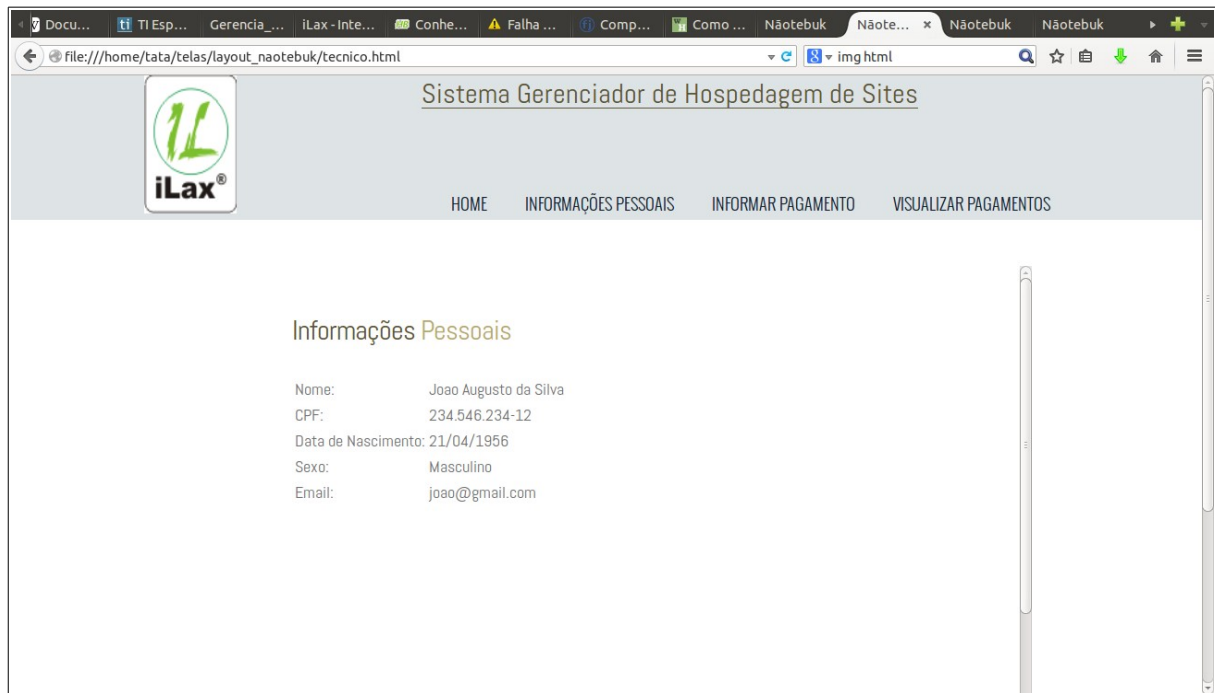 Docu... TI Esp... Gerencia_... iLax - Inte... Conhe... Falha ... Comp... Como ... Nãotebuk Nãote... × Nãotebuk Nãotebuk
file:///home/tata/telas/layout_naotebuk/tecnico.html img html
Sistema Gerenciador de Hospedagem de Sites
iLax®
HOME INFORMAÇÕES PESSOAIS INFORMAR PAGAMENTO VISUALIZAR PAGAMENTOS
Informações Pessoais
Nome: Joao Augusto da Silva
CPF: 234.546.234-12
Data de Nascimento: 21/04/1956
Sexo: Masculino
Email: joao@gmail.com